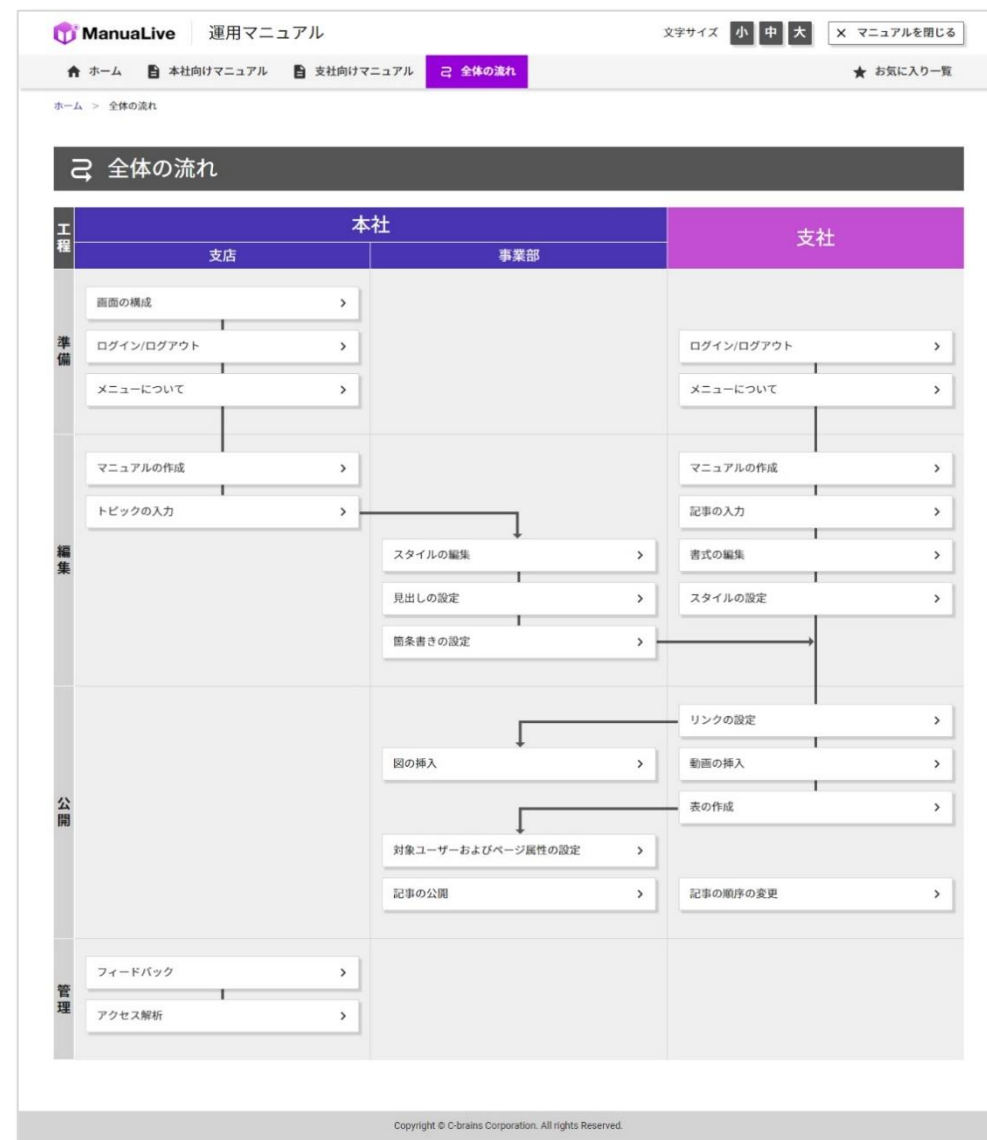 ManuaLive 運用マニュアル 文字サイズ 小 中 大 × マニュアルを閉じる
ホーム 本社向けマニュアル 支社向けマニュアル 全体の流れ ★ お気に入り一覧
ホーム > 全体の流れ
全体の流れ
工程
本社
支社
支店 事業部
準備
画面の構成
ログイン/ログアウト ログイン/ログアウト
メニューについて メニューについて
編集
マニュアルの作成 マニュアルの作成
トピックの入力 記事の入力
スタイルの編集 書式の編集
見出しの設定 スタイルの設定
箇条書きの設定
公開
リンクの設定
図の挿入 動画の挿入
表の作成
対象ユーザーおよびページ属性の設定
記事の公開 記事の順序の変更
管理
フィードバック
アクセス解析
Copyright © C-brains Corporation. All rights Reserved.